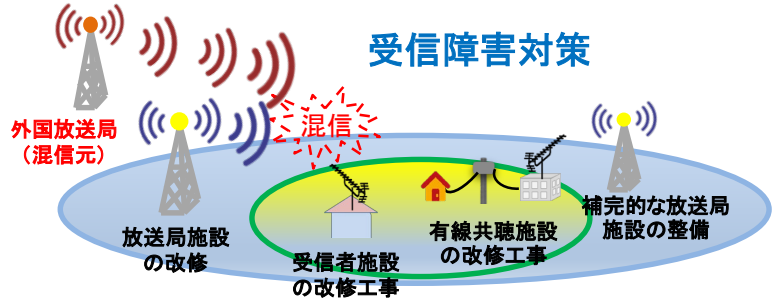 受信障害対策
外国放送局
（混信元）
混信
放送局施設
の改修
受信者施設
の改修工事
有線共聴施設
の改修工事
補完的な放送局
施設の整備